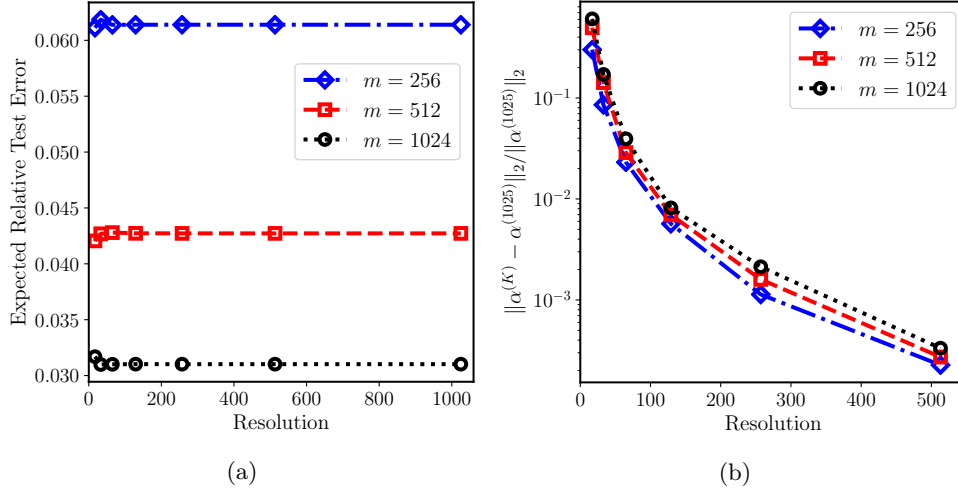 0.060
0.055
0.050
0.045
0.040
0.035
0.030
Expected Relative Test Error
m = 256
m = 512
m = 1024
0 200 400 600 800 1000
Resolution
(a)
10⁻¹
10⁻²
10⁻³
||α⁽ᴷ⁾ − α⁽¹⁰²⁵⁾||₂/||α⁽¹⁰²⁵⁾||₂
m = 256
m = 512
m = 1024
0 100 200 300 400 500
Resolution
(b)